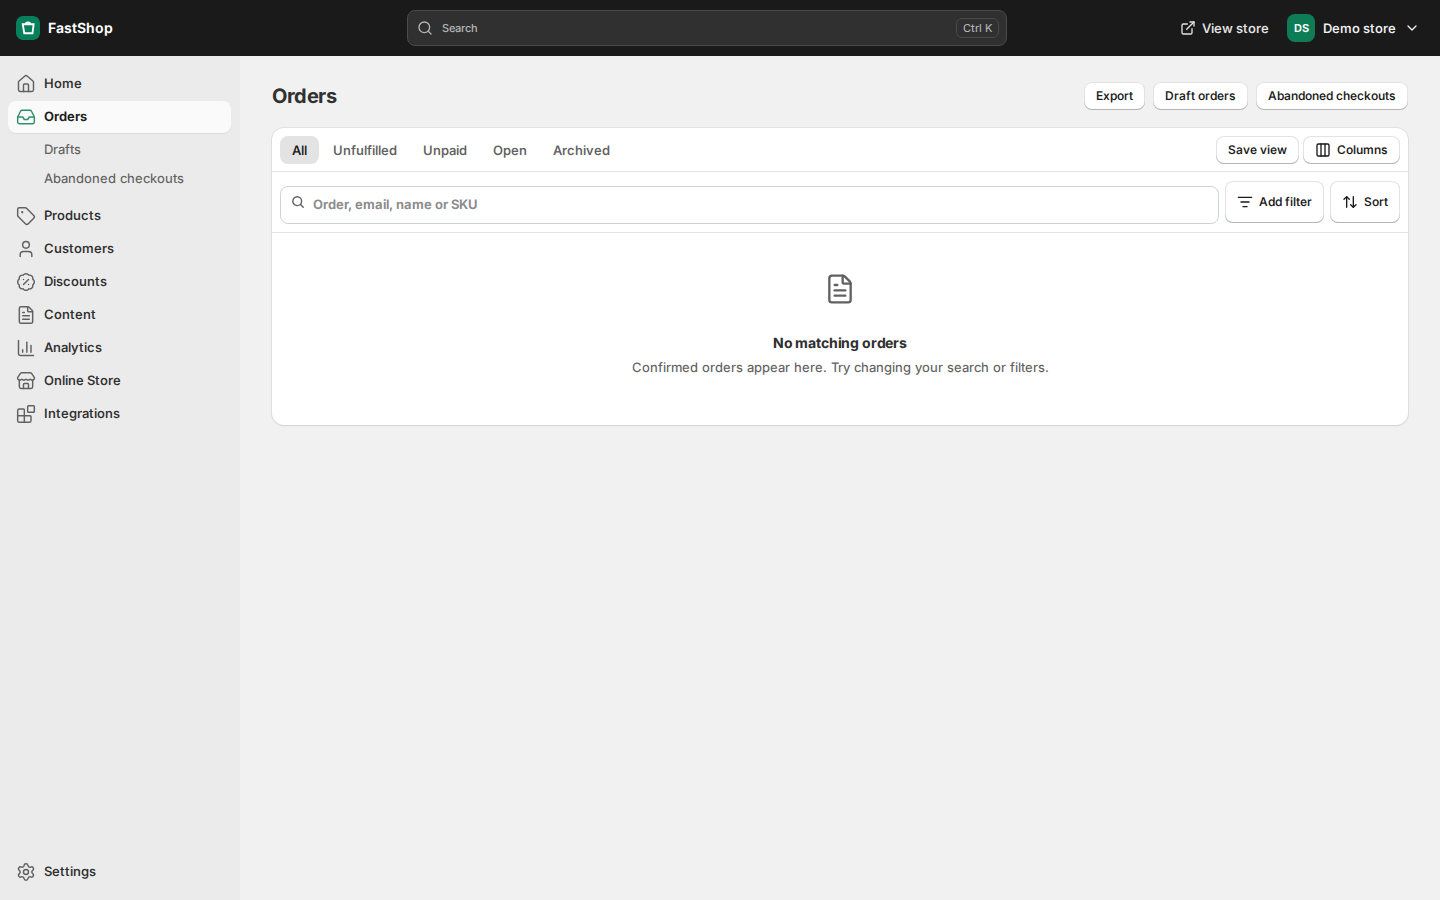 FastShop
Search
Ctrl K
View store
DS
Demo store
Home
Orders
Drafts
Abandoned checkouts
Products
Customers
Discounts
Content
Analytics
Online Store
Integrations
Settings
Orders
Export
Draft orders
Abandoned checkouts
All
Unfulfilled
Unpaid
Open
Archived
Save view
Columns
Order, email, name or SKU
Add filter
Sort
No matching orders
Confirmed orders appear here. Try changing your search or filters.